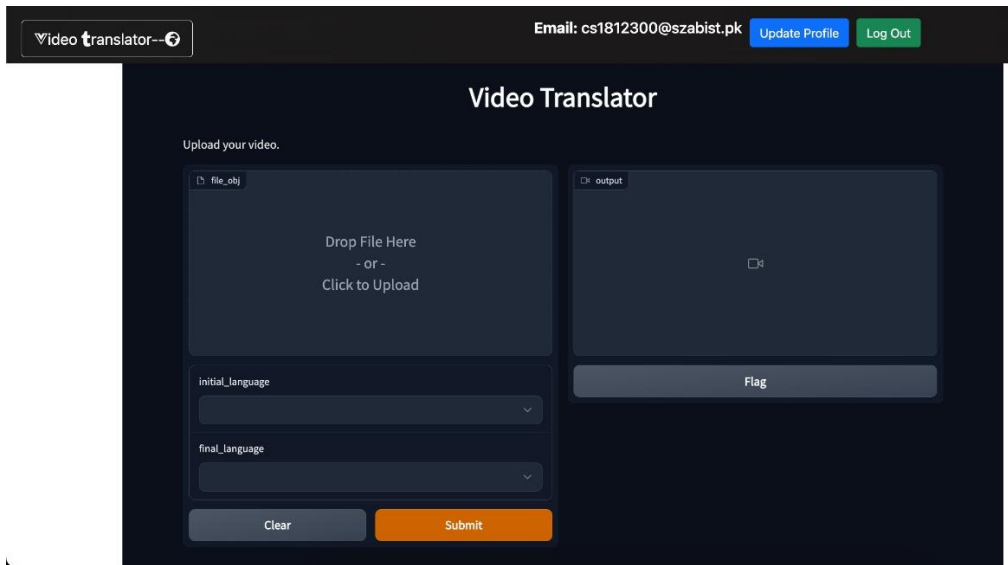 Video translator--
Email: cs1812300@szabist.pk
Update Profile
Log Out
Video Translator
Upload your video.
file_obj
Drop File Here
- or -
Click to Upload
initial_language
final_language
Clear
Submit
output
Flag